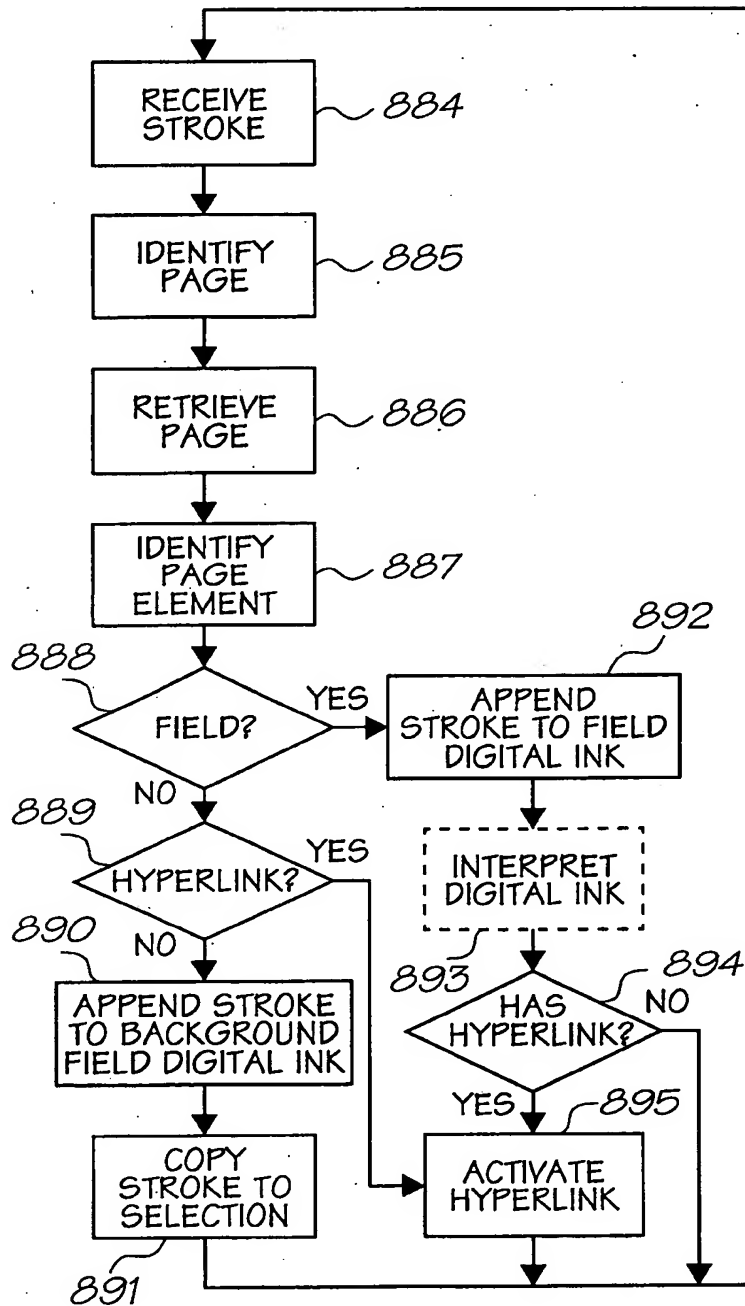 RECEIVE
STROKE
884
IDENTIFY
PAGE
885
RETRIEVE
PAGE
886
IDENTIFY
PAGE
ELEMENT
887
888
FIELD?
YES
NO
892
APPEND
STROKE TO FIELD
DIGITAL INK
889
HYPERLINK?
YES
NO
INTERPRET
DIGITAL INK
893
890
APPEND STROKE
TO BACKGROUND
FIELD DIGITAL INK
894
HAS
HYPERLINK?
NO
YES
895
COPY
STROKE TO
SELECTION
891
ACTIVATE
HYPERLINK